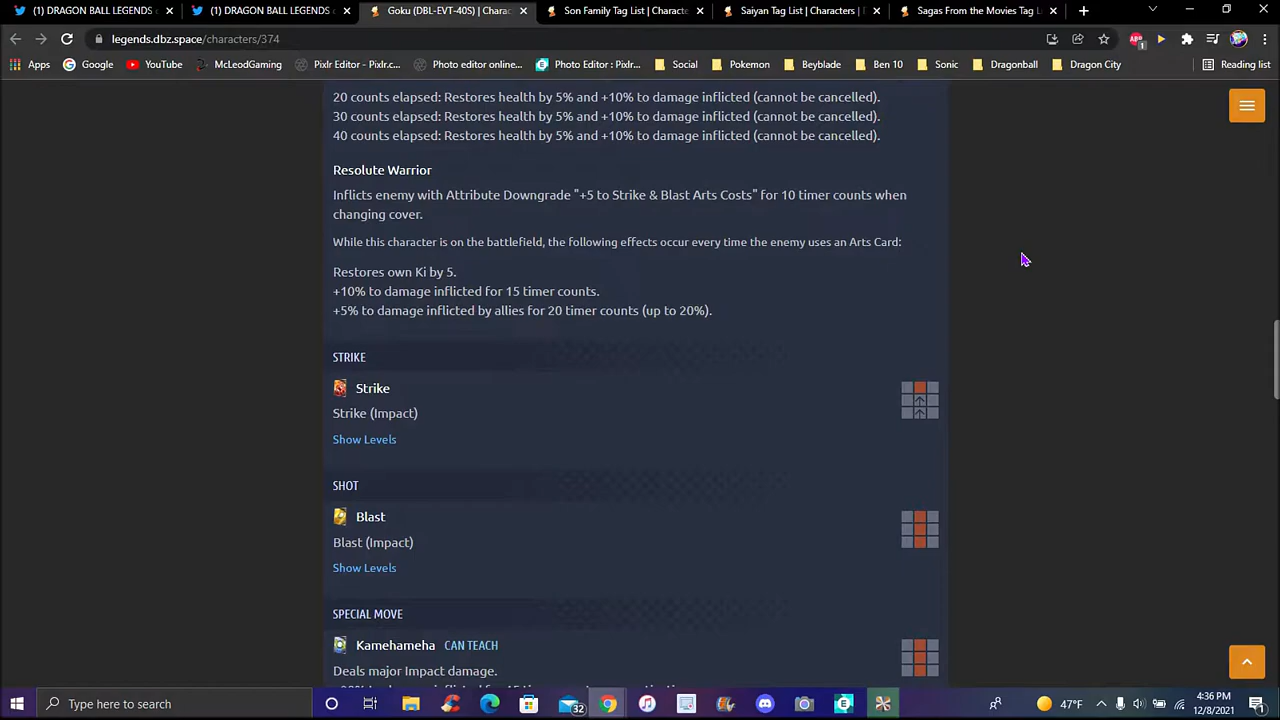 (1) DRAGON BALL LEGENDS
(1) DRAGON BALL LEGENDS
Goku (DBL-EVT-40S) | Charac
Son Family Tag List | Characte
Saiyan Tag List | Characters |
Sagas From the Movies Tag L
legends.dbz.space/characters/374
1
Apps
Google
YouTube
McLeodGaming
Pixlr Editor - Pixlr.c...
Photo editor online...
Photo Editor : Pixlr...
Social
Pokemon
Beyblade
Ben 10
Sonic
Dragonball
Dragon City
Reading list
20 counts elapsed: Restores health by 5% and +10% to damage inflicted (cannot be cancelled).
30 counts elapsed: Restores health by 5% and +10% to damage inflicted (cannot be cancelled).
40 counts elapsed: Restores health by 5% and +10% to damage inflicted (cannot be cancelled).
Resolute Warrior
Inflicts enemy with Attribute Downgrade "+5 to Strike & Blast Arts Costs" for 10 timer counts when
changing cover.
While this character is on the battlefield, the following effects occur every time the enemy uses an Arts Card:
Restores own Ki by 5.
+10% to damage inflicted for 15 timer counts.
+5% to damage inflicted by allies for 20 timer counts (up to 20%).
STRIKE
Strike
Strike (Impact)
Show Levels
SHOT
Blast
Blast (Impact)
Show Levels
SPECIAL MOVE
Kamehameha CAN TEACH
Deals major Impact damage.
Type here to search
32
47°F
4:36 PM
12/8/2021